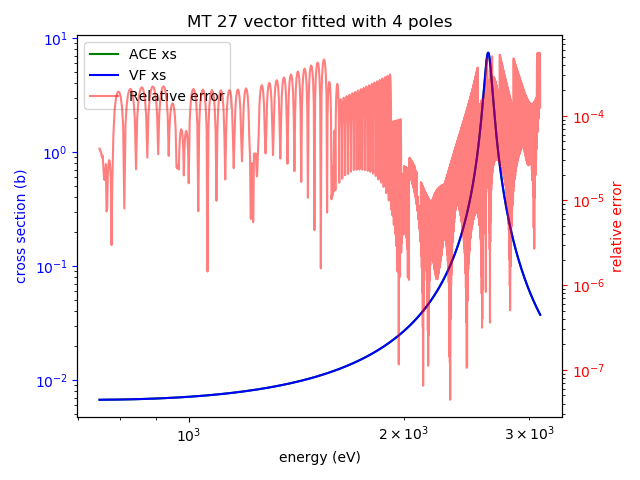 MT 27 vector fitted with 4 poles
ACE xs
VF xs
Relative error
10¹
10⁰
10⁻¹
10⁻²
cross section (b)
10⁻⁴
10⁻⁵
10⁻⁶
10⁻⁷
relative error
10³
2 × 10³
3 × 10³
energy (eV)